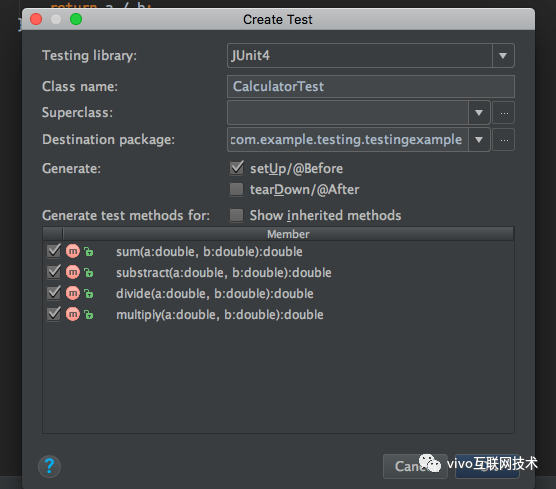 return a / b;
}
Create Test
Testing library: JUnit4
Class name: CalculatorTest
Superclass:
Destination package: com.example.testing.testingexample
Generate: setUp/@Before
tearDown/@After
Generate test methods for: Show inherited methods
Member
m sum(a:double, b:double):double
m substract(a:double, b:double):double
m divide(a:double, b:double):double
m multiply(a:double, b:double):double
? vivo互联网技术